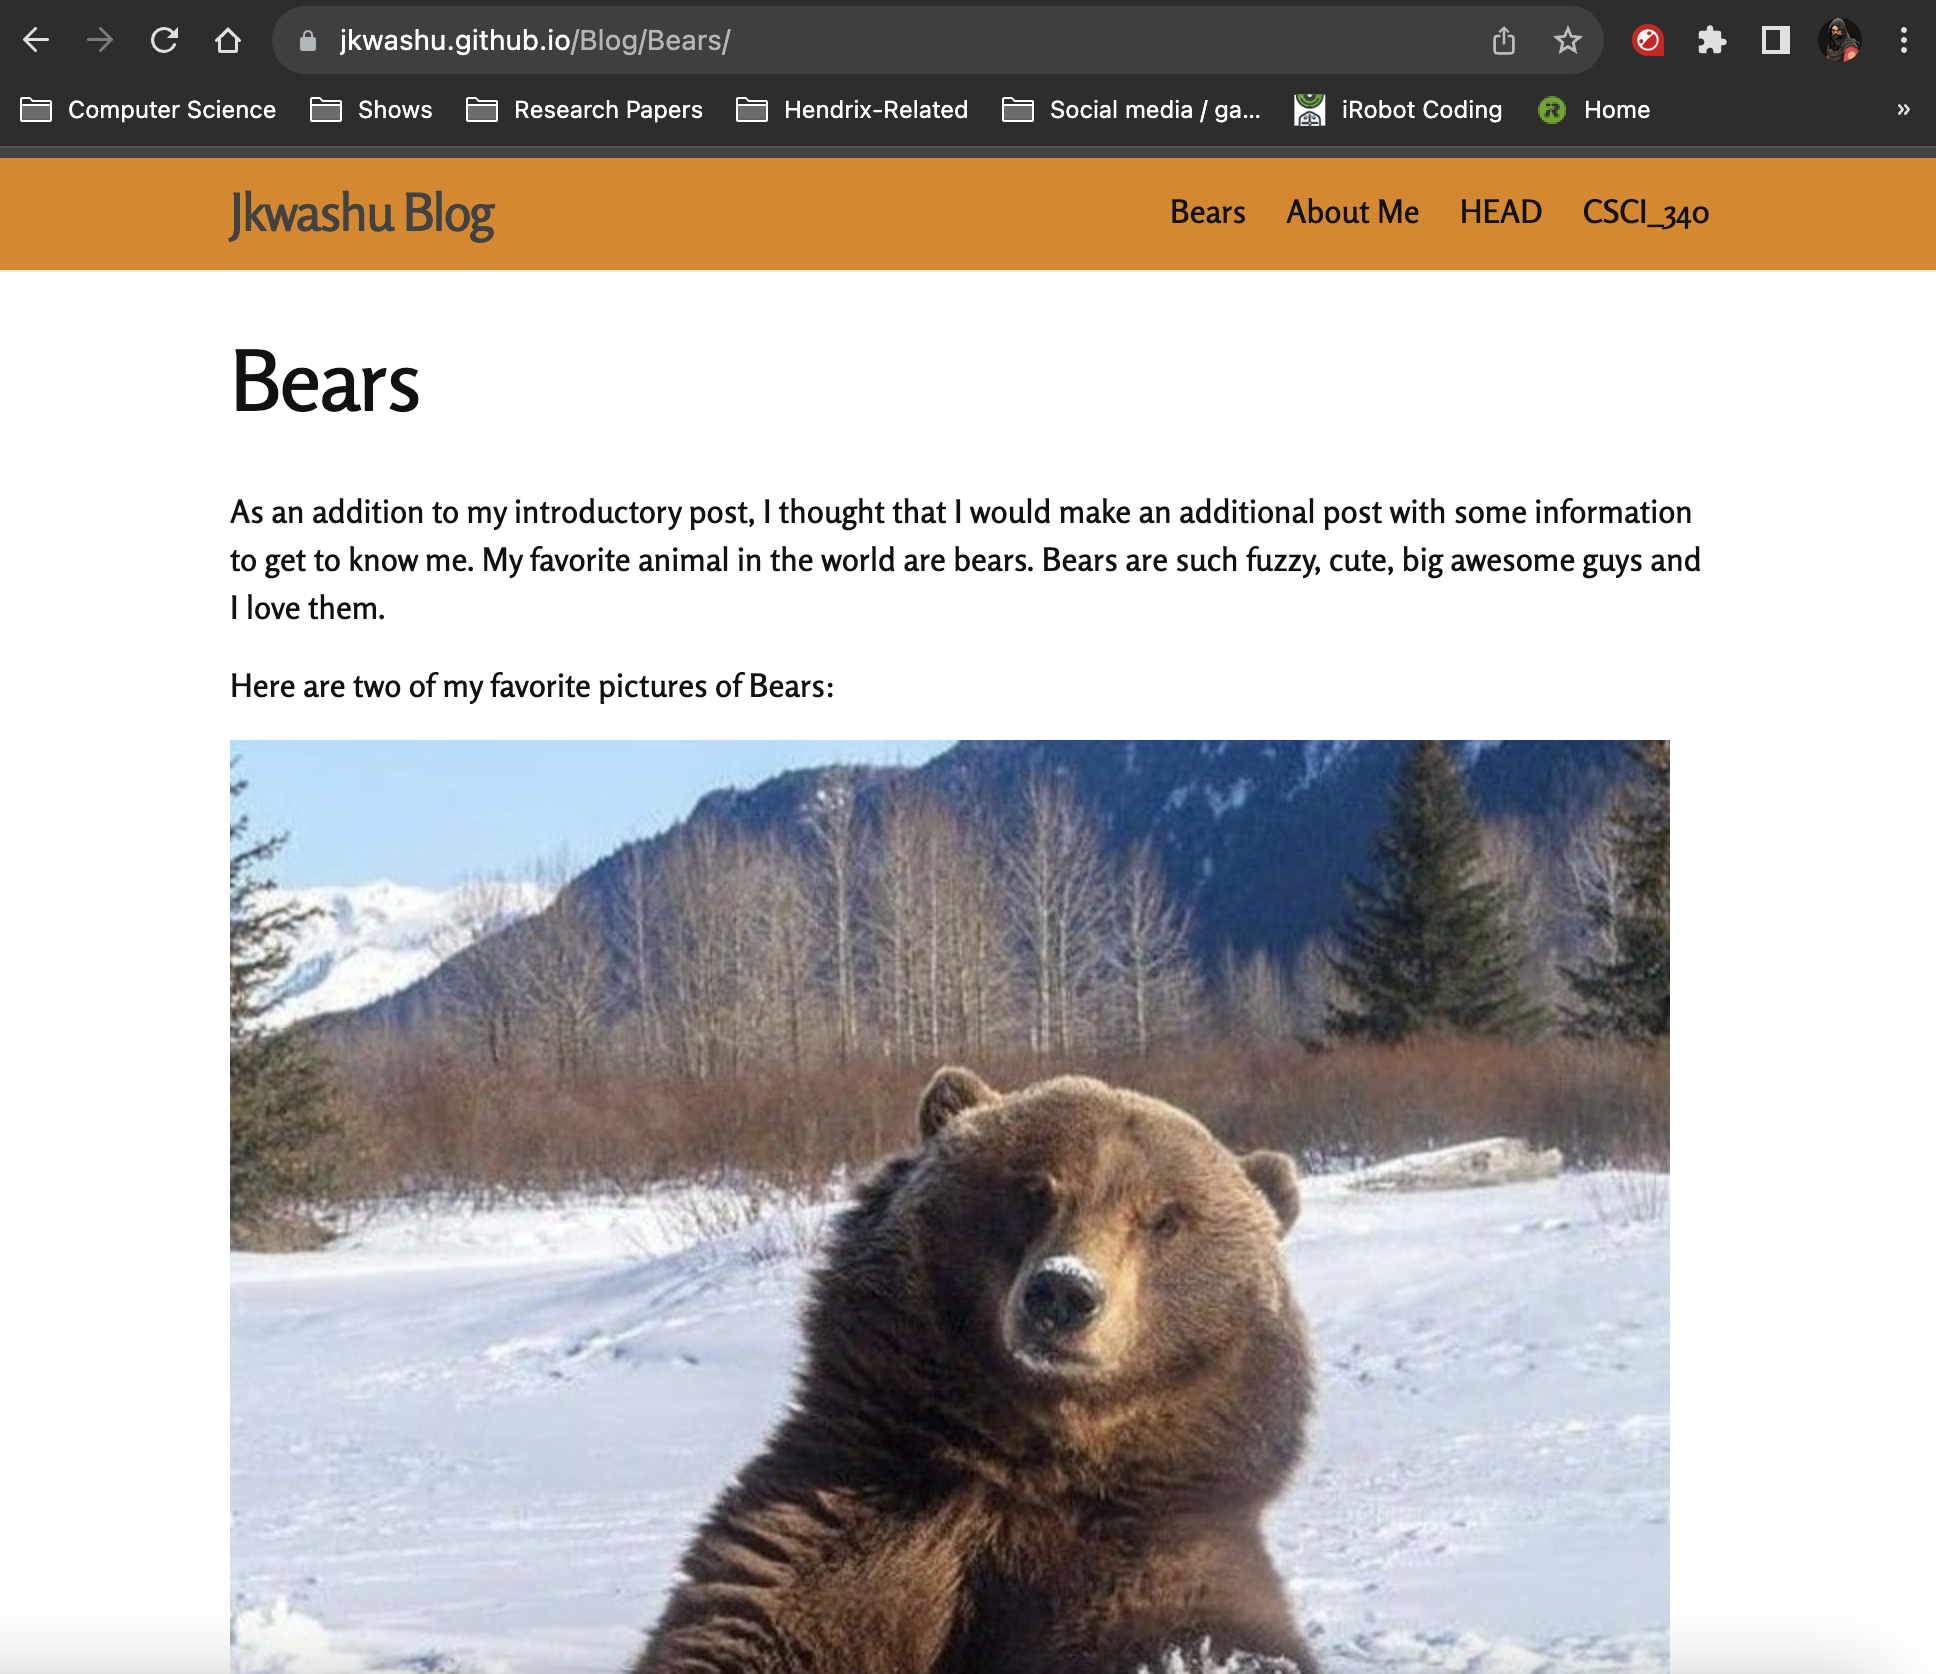 jkwashu.github.io/Blog/Bears/
Computer Science Shows Research Papers Hendrix-Related Social media / ga... iRobot Coding Home »
Jkwashu Blog Bears About Me HEAD CSCI_340
Bears
As an addition to my introductory post, I thought that I would make an additional post with some information
to get to know me. My favorite animal in the world are bears. Bears are such fuzzy, cute, big awesome guys and
I love them.
Here are two of my favorite pictures of Bears: